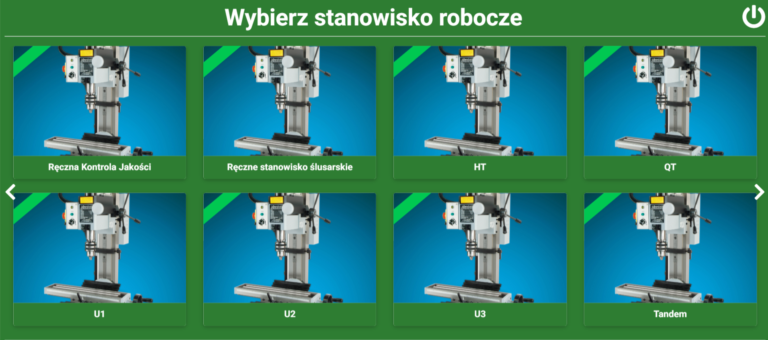 Wybierz stanowisko robocze
Ręczna Kontrola Jakości
Ręczne stanowisko ślusarskie
HT
QT
U1
U2
U3
Tandem